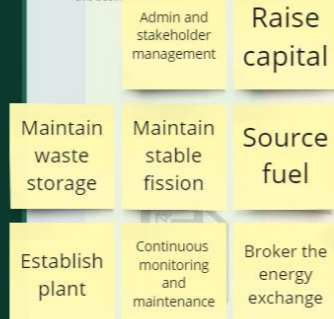 Admin and
stakeholder
management
Raise
capital
Maintain
waste
storage
Maintain
stable
fission
Source
fuel
Establish
plant
Continuous
monitoring
and
maintenance
Broker the
energy
exchange